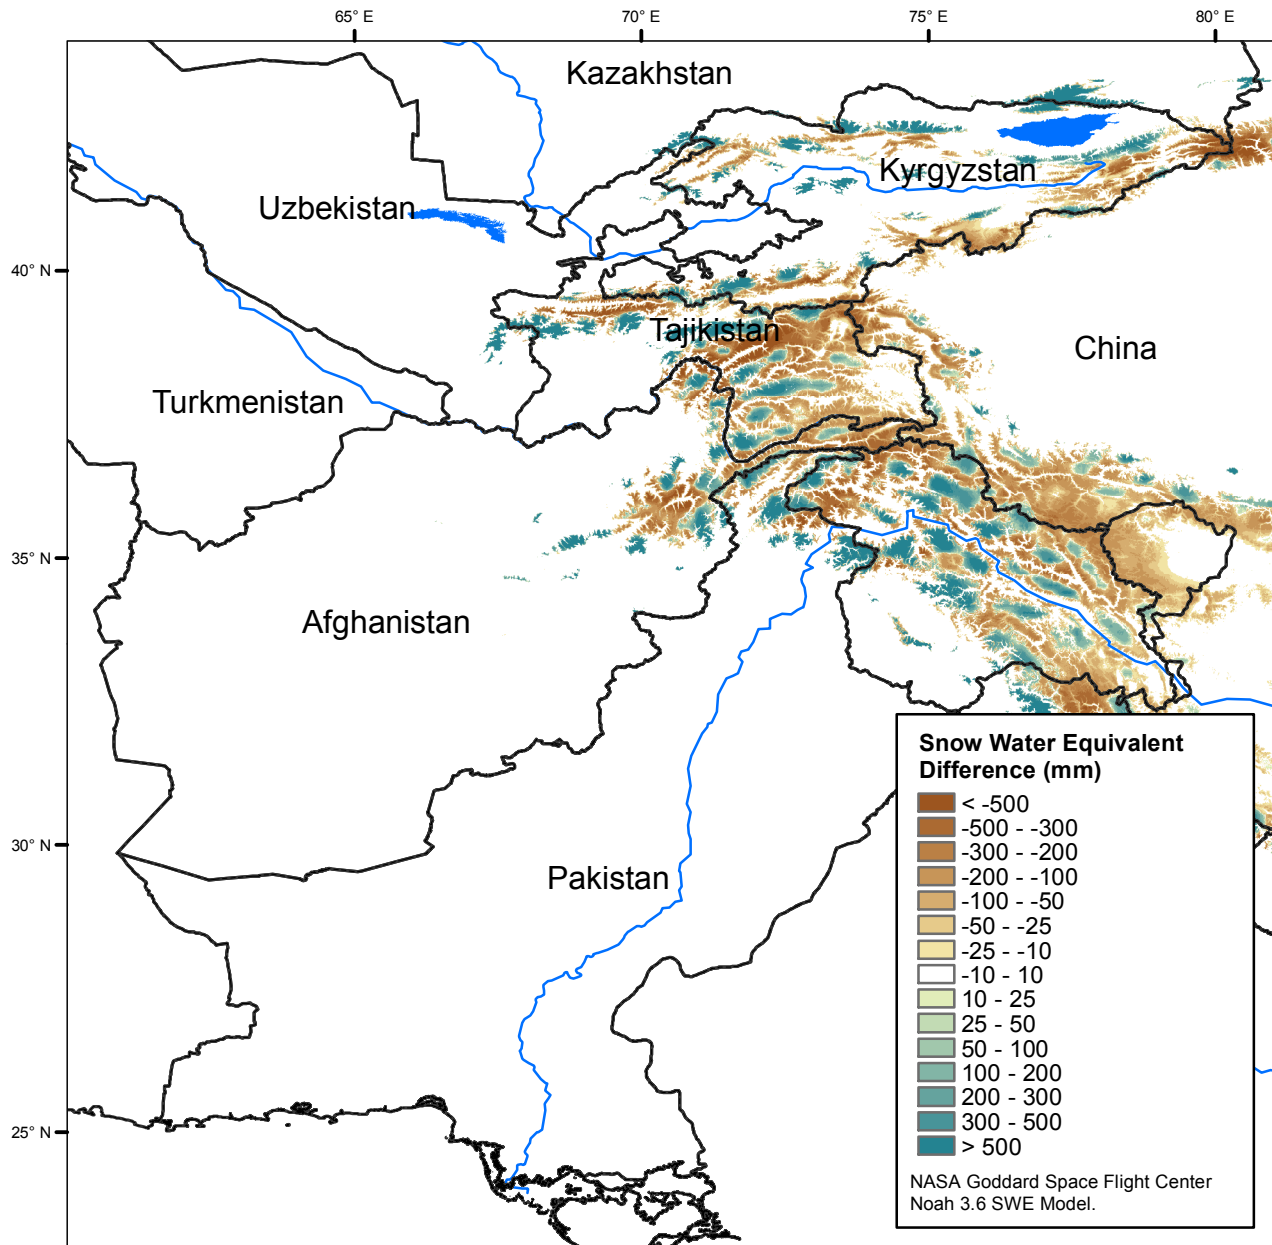 65° E
70° E
75° E
80° E
Kazakhstan
Kyrgyzstan
Uzbekistan
40° N
Tajikistan
China
Turkmenistan
35° N
Afghanistan
30° N
Pakistan
25° N
Snow Water Equivalent
Difference (mm)
< -500
-500 - -300
-300 - -200
-200 - -100
-100 - -50
-50 - -25
-25 - -10
-10 - 10
10 - 25
25 - 50
50 - 100
100 - 200
200 - 300
300 - 500
> 500
NASA Goddard Space Flight Center
Noah 3.6 SWE Model.